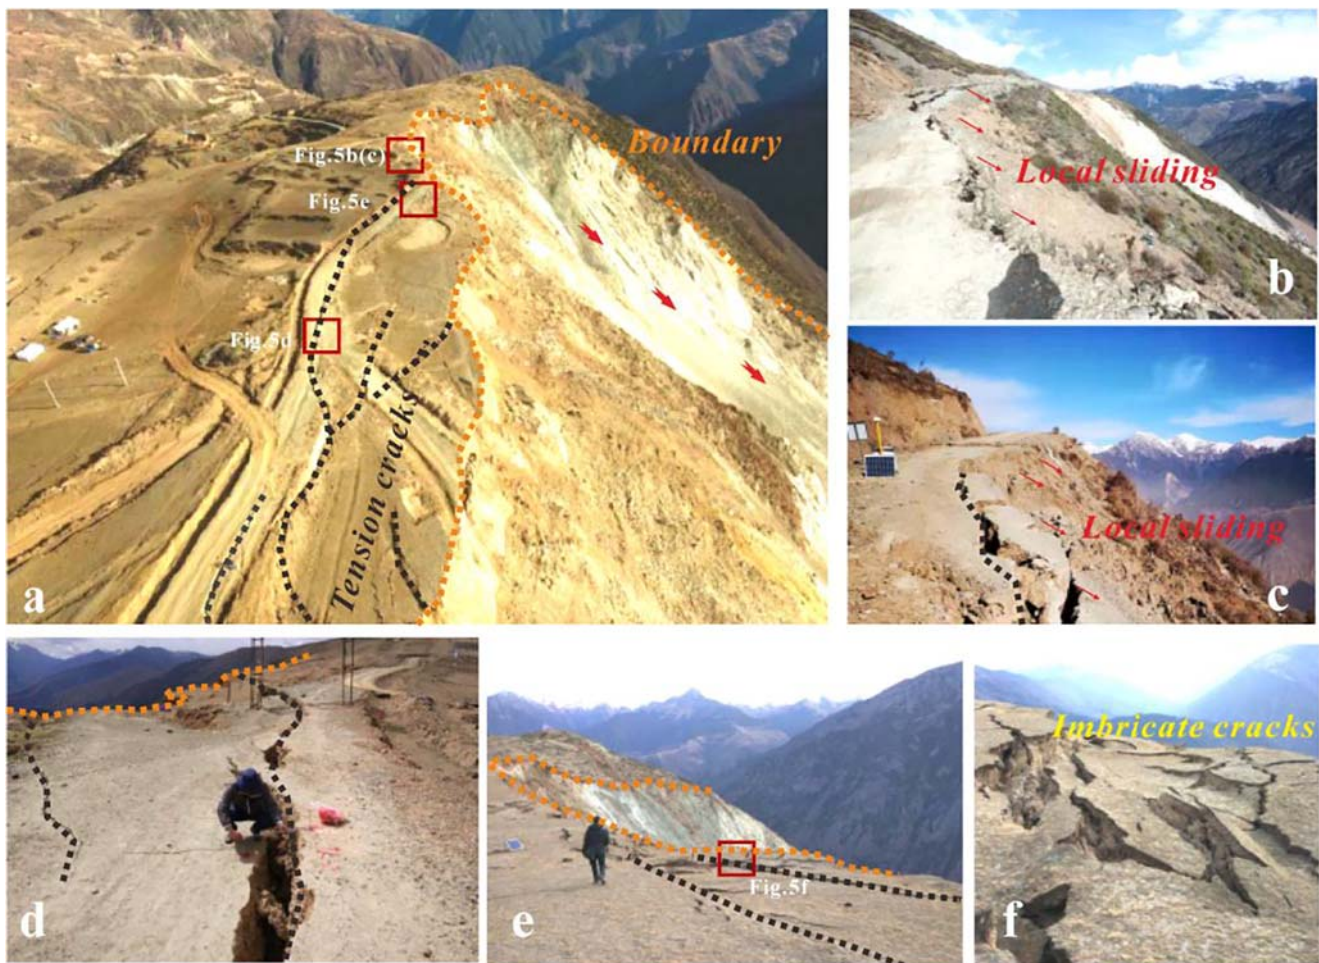 Boundary
Fig.5b(c)
Fig.5e
Fig.5d
Tension cracks
a
Local sliding
b
Local sliding
c
d
Fig.5f
e
Imbricate cracks
f